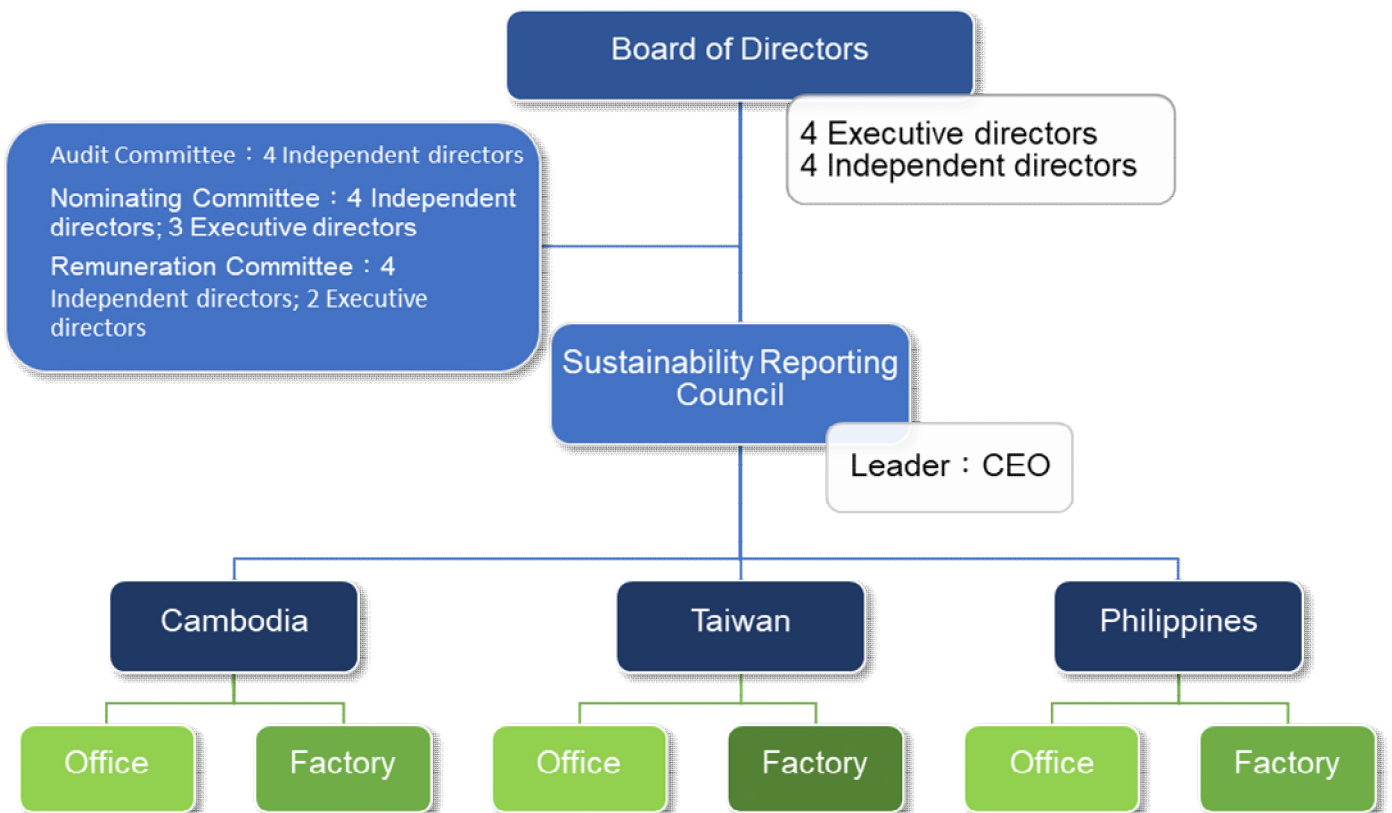 Board of Directors
4 Executive directors
4 Independent directors
Audit Committee：4 Independent directors
Nominating Committee：4 Independent
directors; 3 Executive directors
Remuneration Committee：4
Independent directors; 2 Executive
directors
Sustainability Reporting
Council
Leader：CEO
Cambodia
Taiwan
Philippines
Office
Factory
Office
Factory
Office
Factory